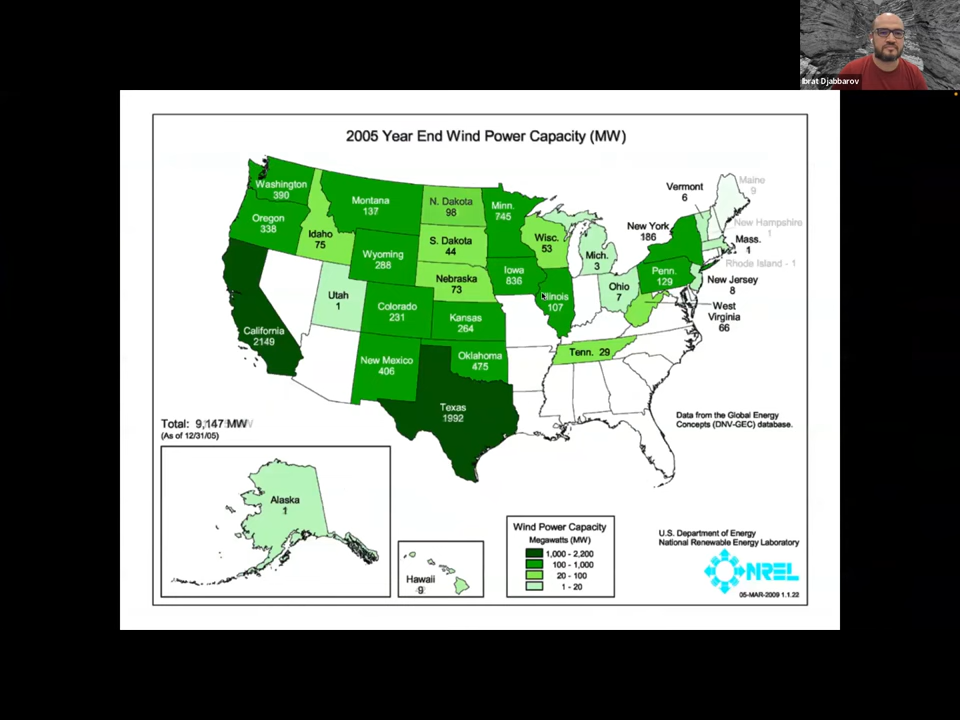 Ibrat Djabbarov
2005 Year End Wind Power Capacity (MW)
Washington
390
Oregon
338
California
2149
Idaho
75
Montana
137
Wyoming
288
Utah
1
Colorado
231
New Mexico
406
N. Dakota
98
S. Dakota
44
Nebraska
73
Kansas
264
Oklahoma
475
Texas
1992
Minn.
745
Iowa
836
Wisc.
53
Illinois
107
Mich.
3
Ohio
7
Tenn. 29
Vermont
6
New York
186
Penn.
129
Maine
9
New Hampshire
1
Mass.
1
Rhode Island - 1
New Jersey
8
West
Virginia
66
Data from the Global Energy
Concepts (DNV-GEC) database.
Total: 9,147 MW
(As of 12/31/05)
Alaska
1
Hawaii
9
Wind Power Capacity
Megawatts (MW)
1,000 - 2,200
100 - 1,000
20 - 100
1 - 20
U.S. Department of Energy
National Renewable Energy Laboratory
NREL
05-MAR-2009 1.1.22